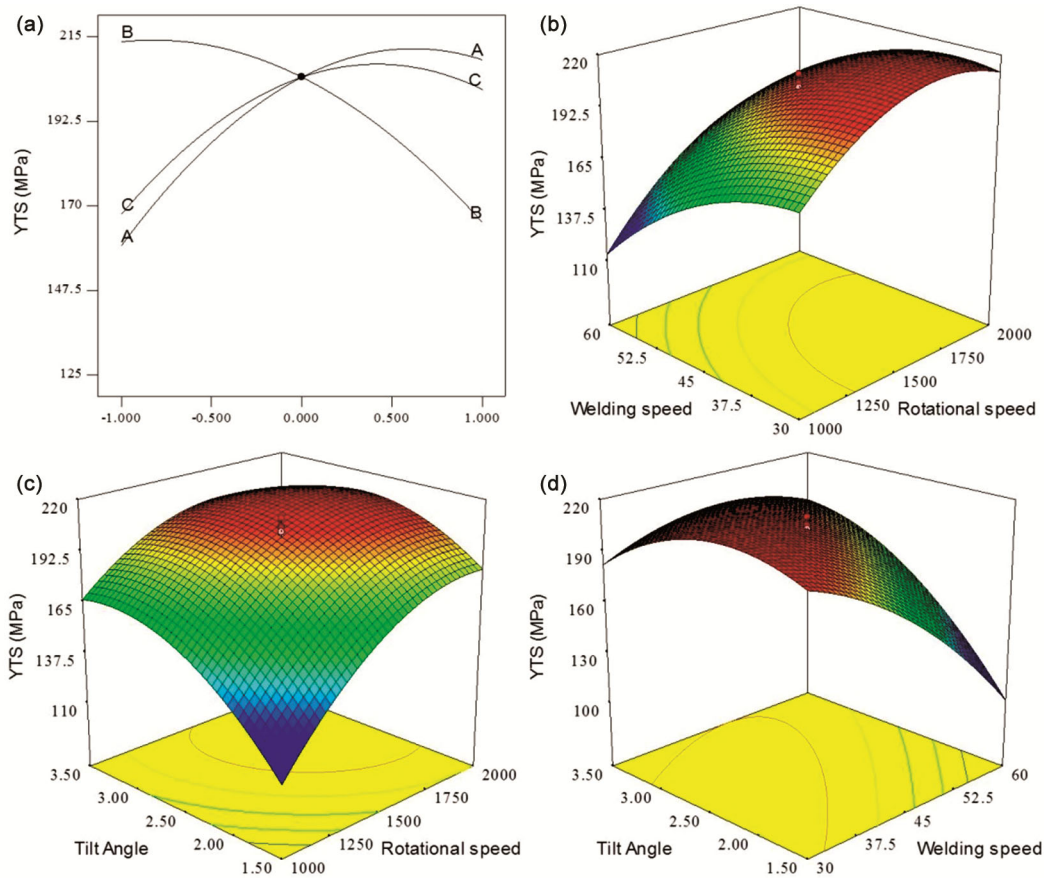 (a)
YTS (MPa)
215
192.5
170
147.5
125
B
A
C
C
A
B
-1.000
-0.500
0.000
0.500
1.000
(b)
YTS (MPa)
220
192.5
165
137.5
110
60
52.5
45
37.5
30
Welding speed
1000
1250
1500
1750
2000
Rotational speed
(c)
YTS (MPa)
220
192.5
165
137.5
110
3.50
3.00
2.50
2.00
1.50
Tilt Angle
1000
1250
1500
1750
2000
Rotational speed
(d)
YTS (MPa)
220
190
160
130
100
3.50
3.00
2.50
2.00
1.50
Tilt Angle
30
37.5
45
52.5
60
Welding speed